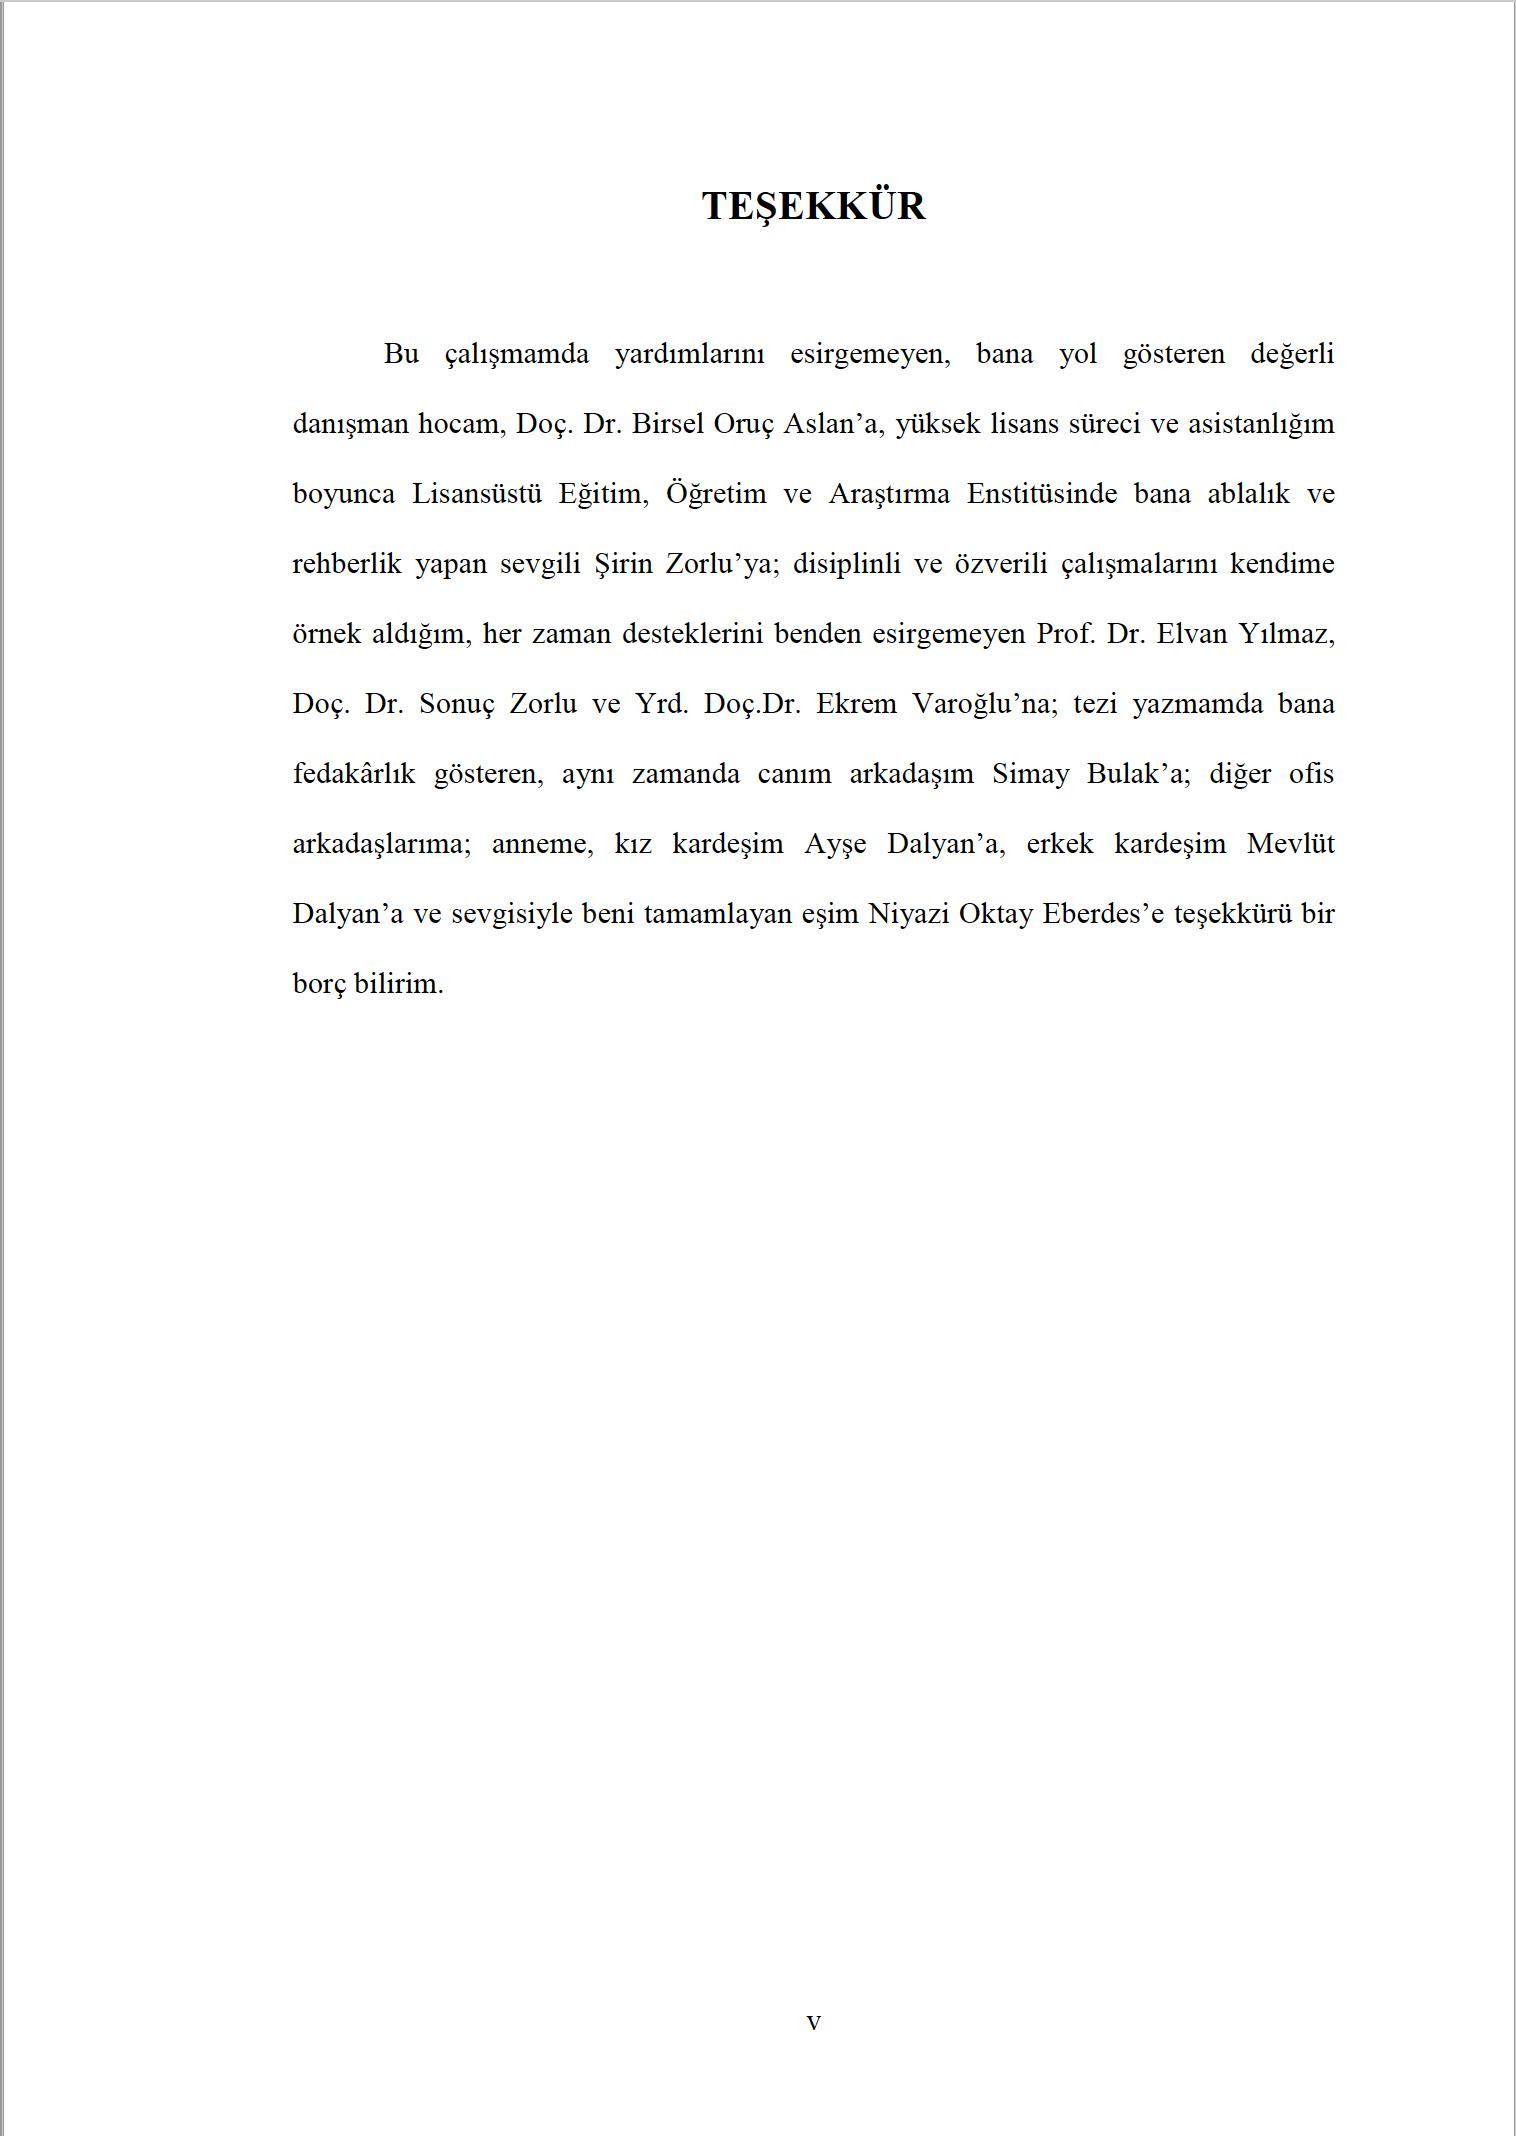 TEŞEKKÜR
Bu çalışmamda yardımlarını esirgemeyen, bana yol gösteren değerli
danışman hocam, Doç. Dr. Birsel Oruç Aslan’a, yüksek lisans süreci ve asistanlığım
boyunca Lisansüstü Eğitim, Öğretim ve Araştırma Enstitüsinde bana ablalık ve
rehberlik yapan sevgili Şirin Zorlu’ya; disiplinli ve özverili çalışmalarını kendime
örnek aldığım, her zaman desteklerini benden esirgemeyen Prof. Dr. Elvan Yılmaz,
Doç. Dr. Sonuç Zorlu ve Yrd. Doç.Dr. Ekrem Varoğlu’na; tezi yazmamda bana
fedakârlık gösteren, aynı zamanda canım arkadaşım Simay Bulak’a; diğer ofis
arkadaşlarıma; anneme, kız kardeşim Ayşe Dalyan’a, erkek kardeşim Mevlüt
Dalyan’a ve sevgisiyle beni tamamlayan eşim Niyazi Oktay Eberdes’e teşekkürü bir
borç bilirim.
v